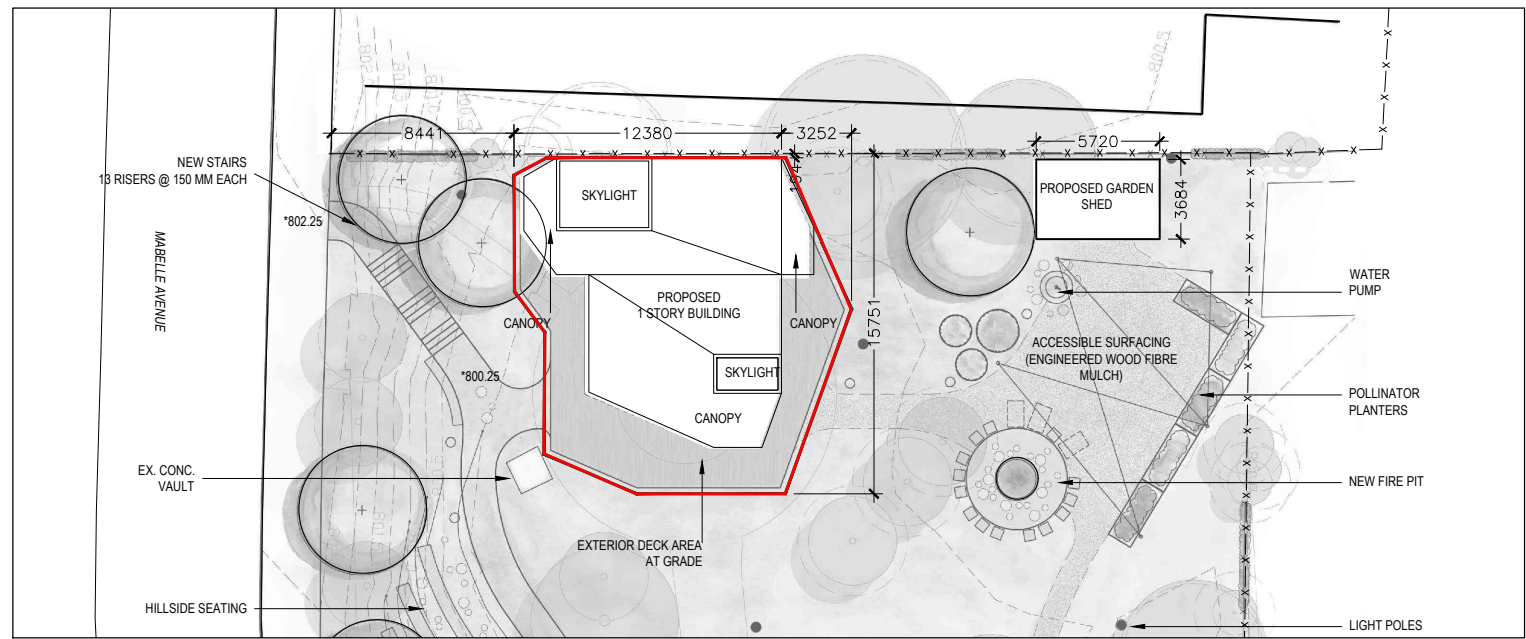 800.5
8441
12380
3252
5720
NEW STAIRS
13 RISERS @ 150 MM EACH
*802.25
MABELLE AVENUE
SKYLIGHT
PROPOSED GARDEN
SHED
3684
CANOPY
PROPOSED
1 STORY BUILDING
CANOPY
15751
WATER
PUMP
ACCESSIBLE SURFACING
(ENGINEERED WOOD FIBRE
MULCH)
*800.25
SKYLIGHT
CANOPY
POLLINATOR
PLANTERS
EX. CONC.
VAULT
NEW FIRE PIT
EXTERIOR DECK AREA
AT GRADE
HILLSIDE SEATING
LIGHT POLES